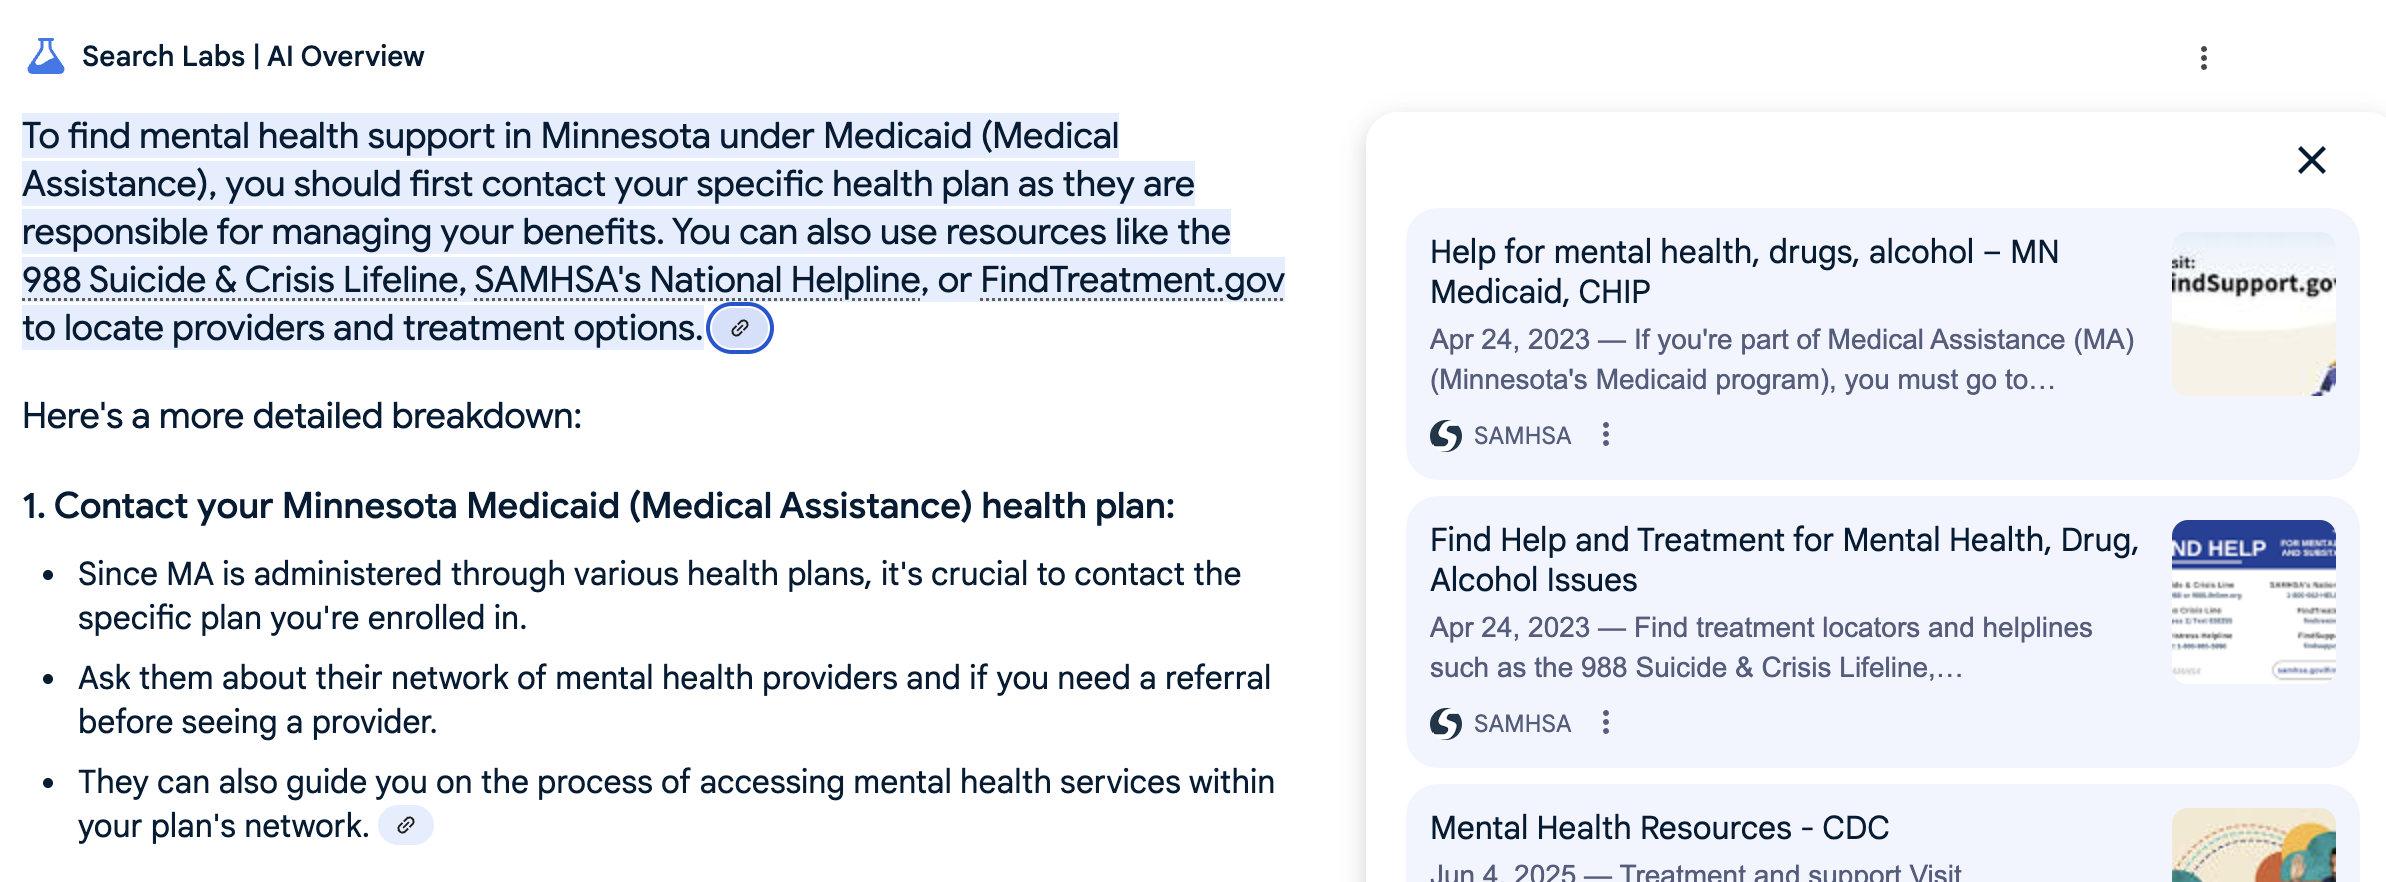 Search Labs | AI Overview
To find mental health support in Minnesota under Medicaid (Medical
Assistance), you should first contact your specific health plan as they are
responsible for managing your benefits. You can also use resources like the
988 Suicide & Crisis Lifeline, SAMHSA's National Helpline, or FindTreatment.gov
to locate providers and treatment options.
Here's a more detailed breakdown:
1. Contact your Minnesota Medicaid (Medical Assistance) health plan:
• Since MA is administered through various health plans, it's crucial to contact the
specific plan you're enrolled in.
• Ask them about their network of mental health providers and if you need a referral
before seeing a provider.
• They can also guide you on the process of accessing mental health services within
your plan's network.
Help for mental health, drugs, alcohol – MN
Medicaid, CHIP
Apr 24, 2023 — If you're part of Medical Assistance (MA)
(Minnesota's Medicaid program), you must go to…
SAMHSA
sit:
indSupport.gov
Find Help and Treatment for Mental Health, Drug,
Alcohol Issues
Apr 24, 2023 — Find treatment locators and helplines
such as the 988 Suicide & Crisis Lifeline,…
SAMHSA
ND HELP
FOR MENTAL
AND SUBST
Mental Health Resources - CDC
Jun 4, 2025 — Treatment and support Visit